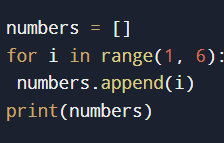 numbers = []
for i in range(1, 6):
 numbers.append(i)
print(numbers)